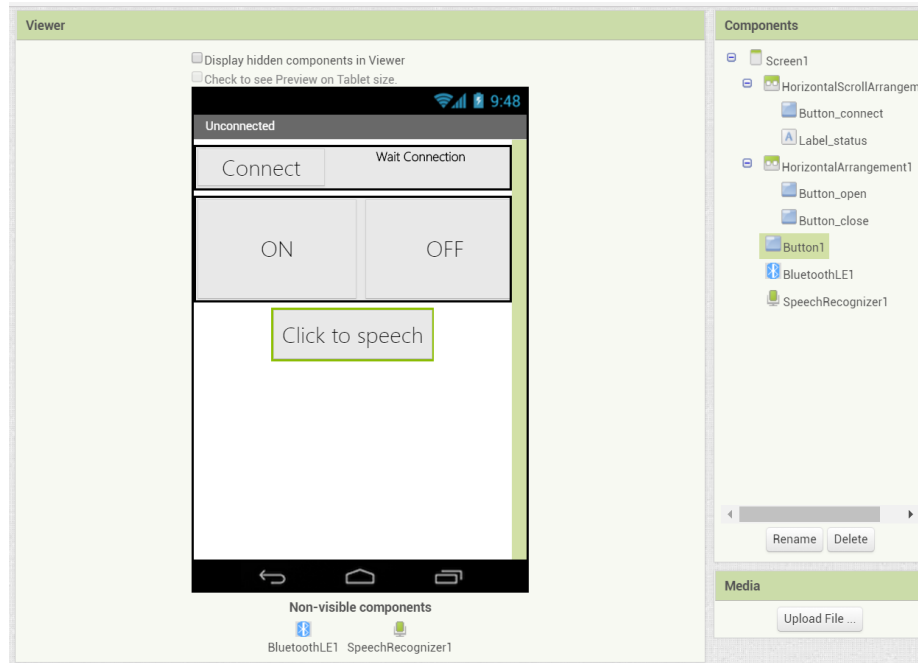 Viewer
Display hidden components in Viewer
Check to see Preview on Tablet size.
9:48
Unconnected
Connect
Wait Connection
ON
OFF
Click to speech
Non-visible components
BluetoothLE1 SpeechRecognizer1
Components
Screen1
HorizontalScrollArrangem
Button_connect
A Label_status
HorizontalArrangement1
Button_open
Button_close
Button1
BluetoothLE1
SpeechRecognizer1
Rename Delete
Media
Upload File ...